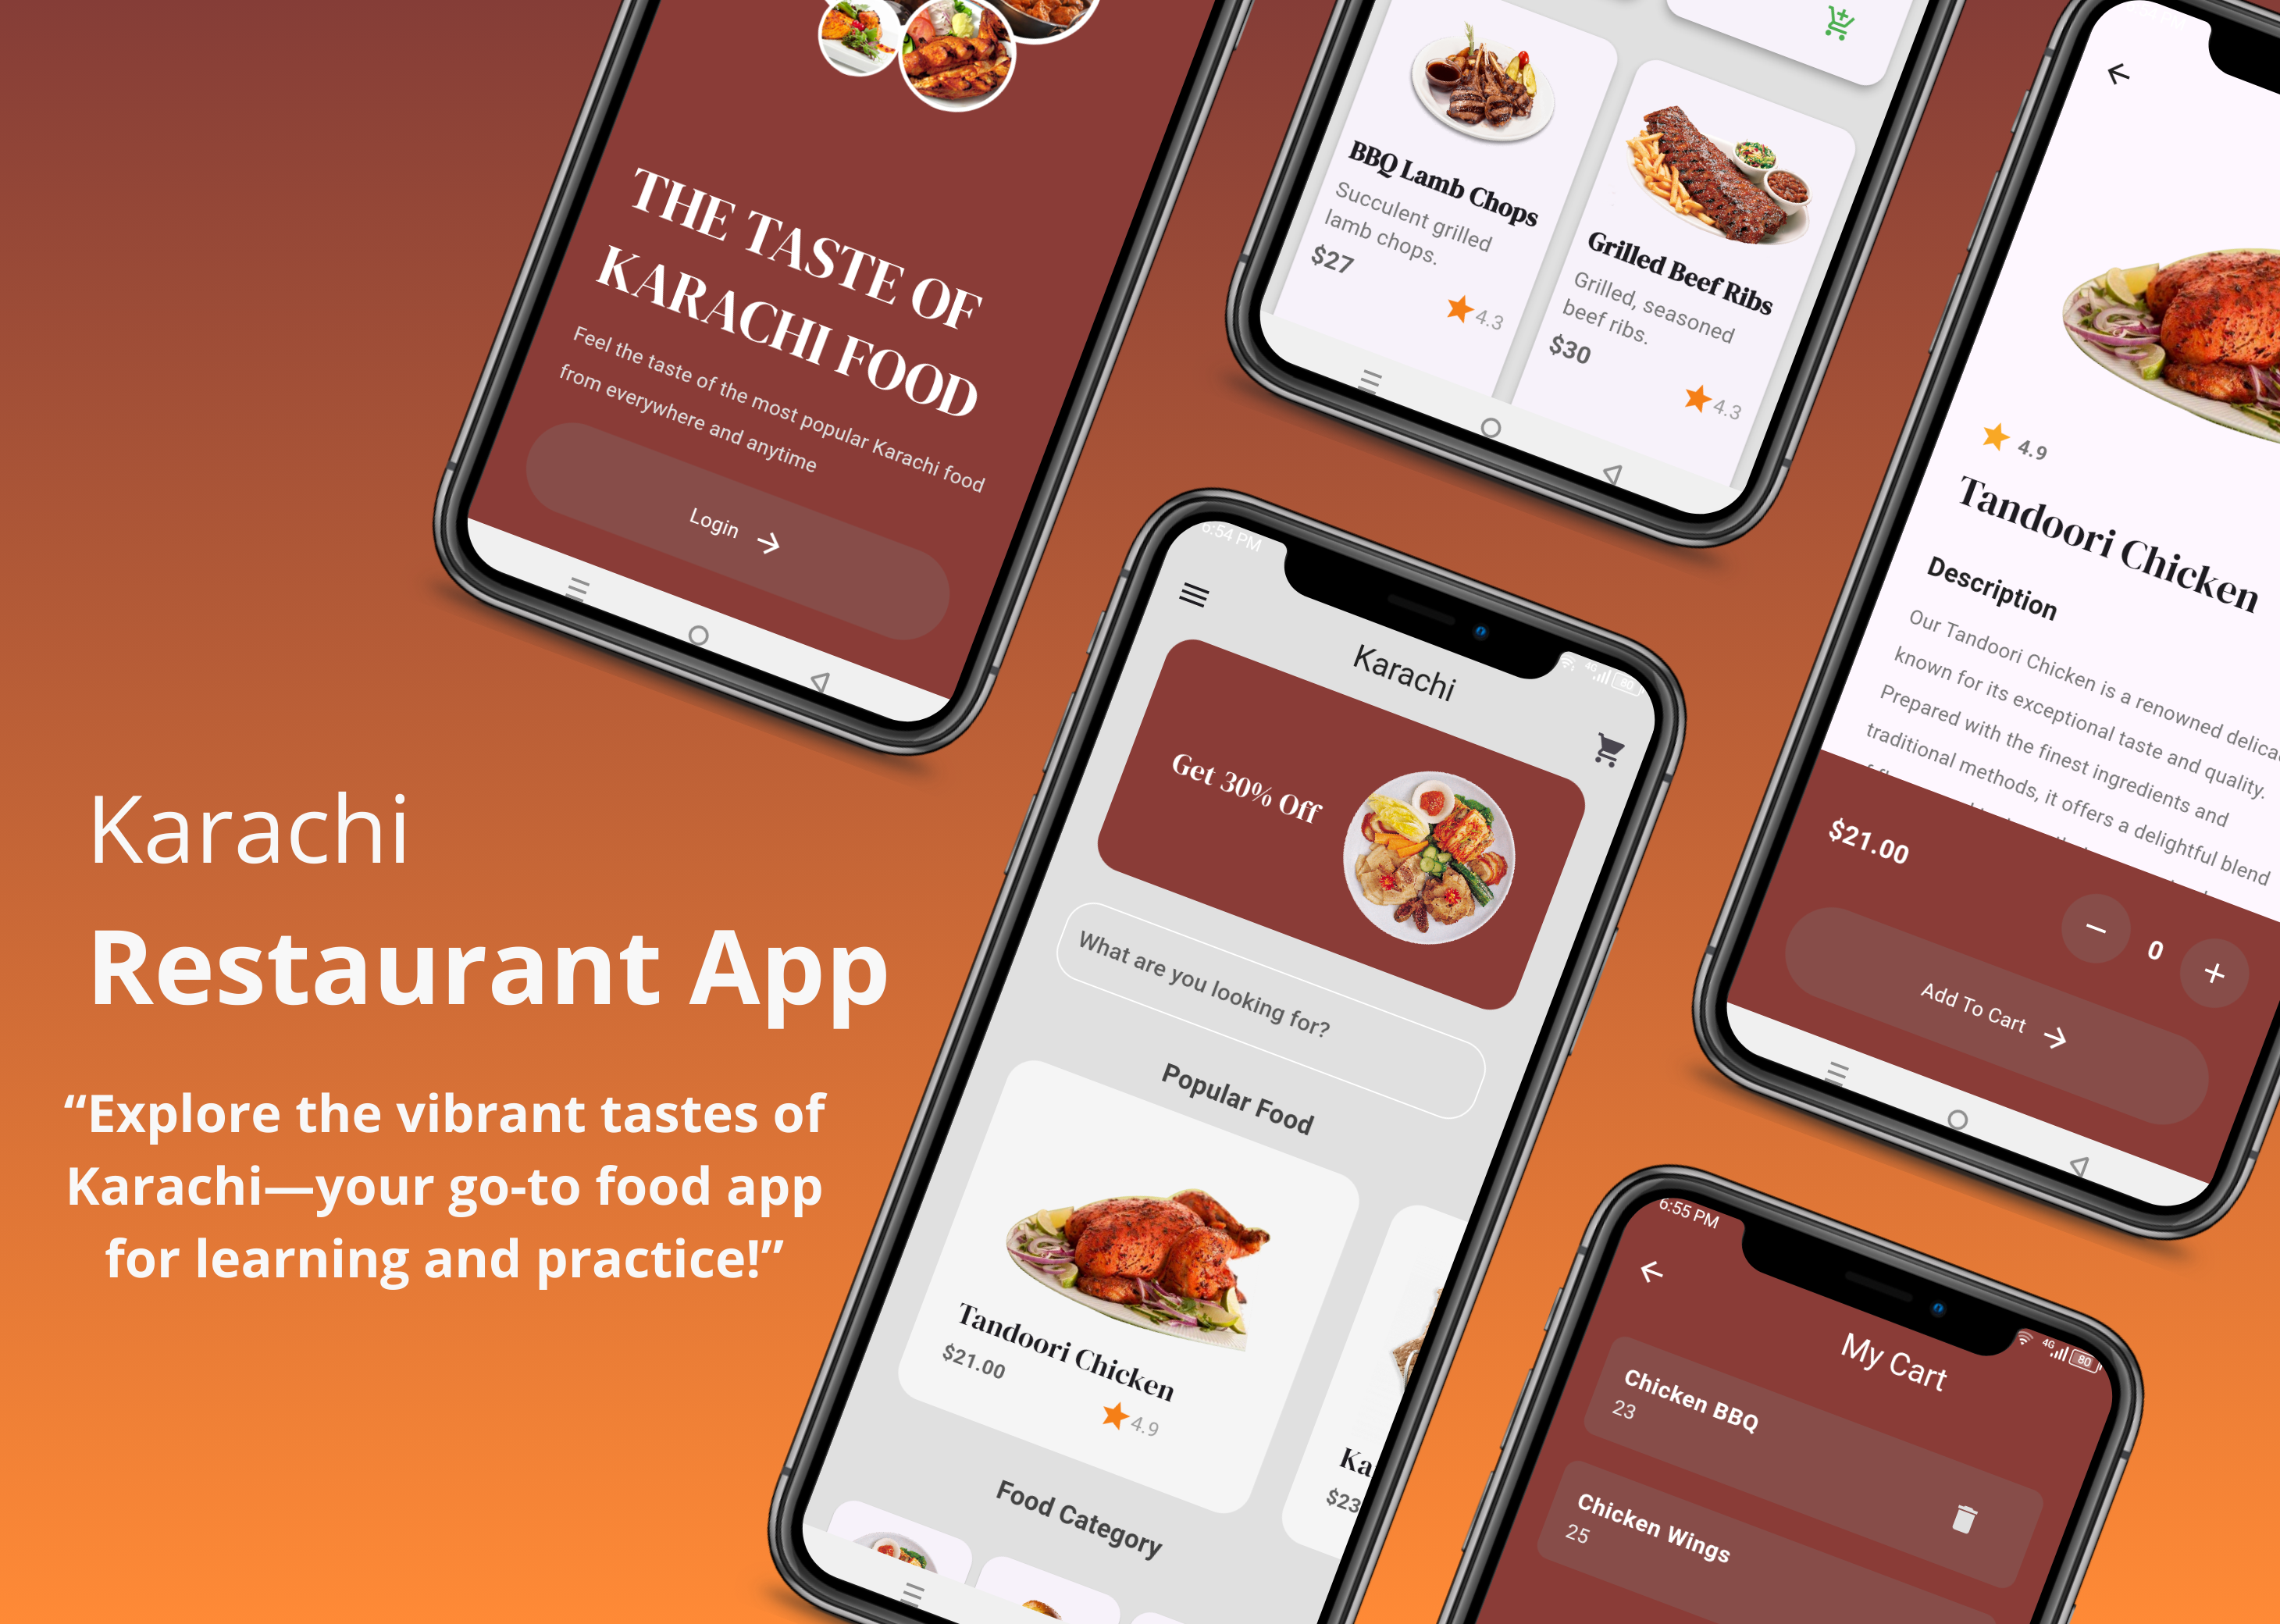 THE TASTE OF
KARACHI FOOD
Feel the taste of the most popular Karachi food
from everywhere and anytime
Login
BBQ Lamb Chops
Succulent grilled
lamb chops.
$27
4.3
Grilled Beef Ribs
Grilled, seasoned
beef ribs.
$30
4.3
4.9
Tandoori Chicken
Description
Our Tandoori Chicken is a renowned
known for its exceptional taste and quality.
Prepared with the finest ingredients and
traditional methods, it offers a delightful blend
$21.00
0
Add To Cart
Karachi
Restaurant App
“Explore the vibrant tastes of
Karachi—your go-to food app
for learning and practice!”
6:54 PM
4G
80
Karachi
Get 30% Off
What are you looking for?
Popular Food
Tandoori Chicken
$21.00
4.9
$23
Food Category
6:55 PM
4G
80
My Cart
Chicken BBQ
23
Chicken Wings
25